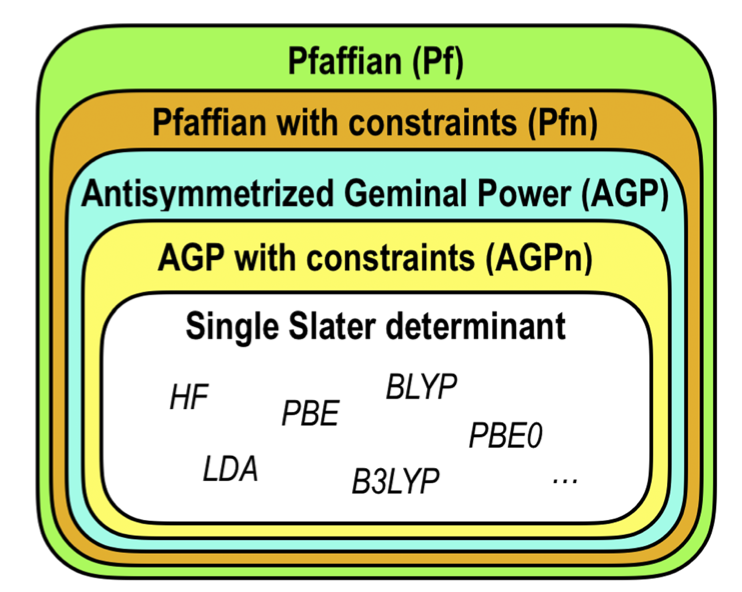 Pfaffian (Pf)
Pfaffian with constraints (Pfn)
Antisymmetrized Geminal Power (AGP)
AGP with constraints (AGPn)
Single Slater determinant
HF
PBE
BLYP
PBE0
LDA
B3LYP
...